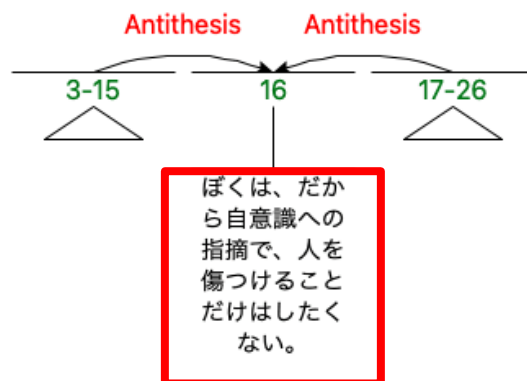 Antithesis Antithesis
3-15 16 17-26
ぼくは、だか
ら自意識への
指摘で、人を
傷つけること
だけはしたく
ない。